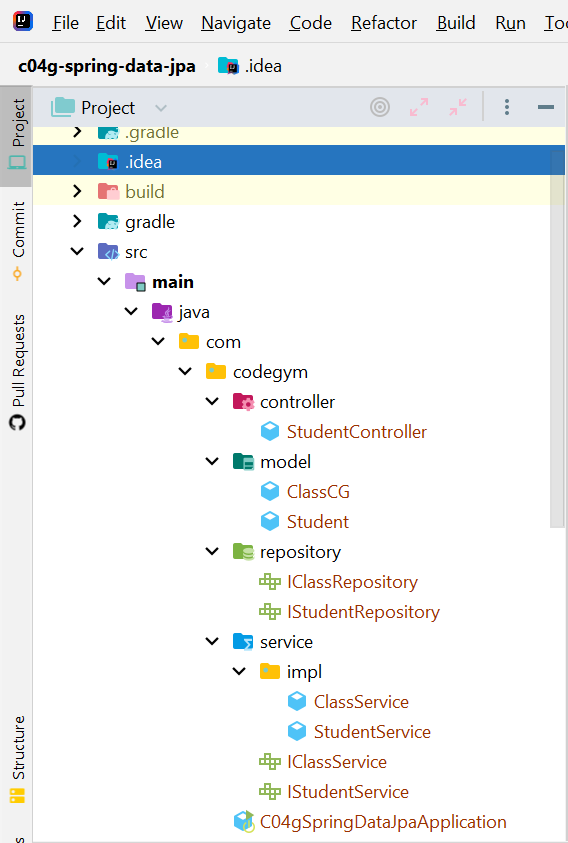 File Edit View Navigate Code Refactor Build Run
c04g-spring-data-jpa .idea
Project
Project
.gradle
.idea
build
gradle
Commit
src
main
java
Pull Requests
com
codegym
controller
StudentController
model
ClassCG
Student
repository
IClassRepository
IStudentRepository
service
impl
ClassService
Structure
StudentService
IClassService
IStudentService
C04gSpringDataJpaApplication